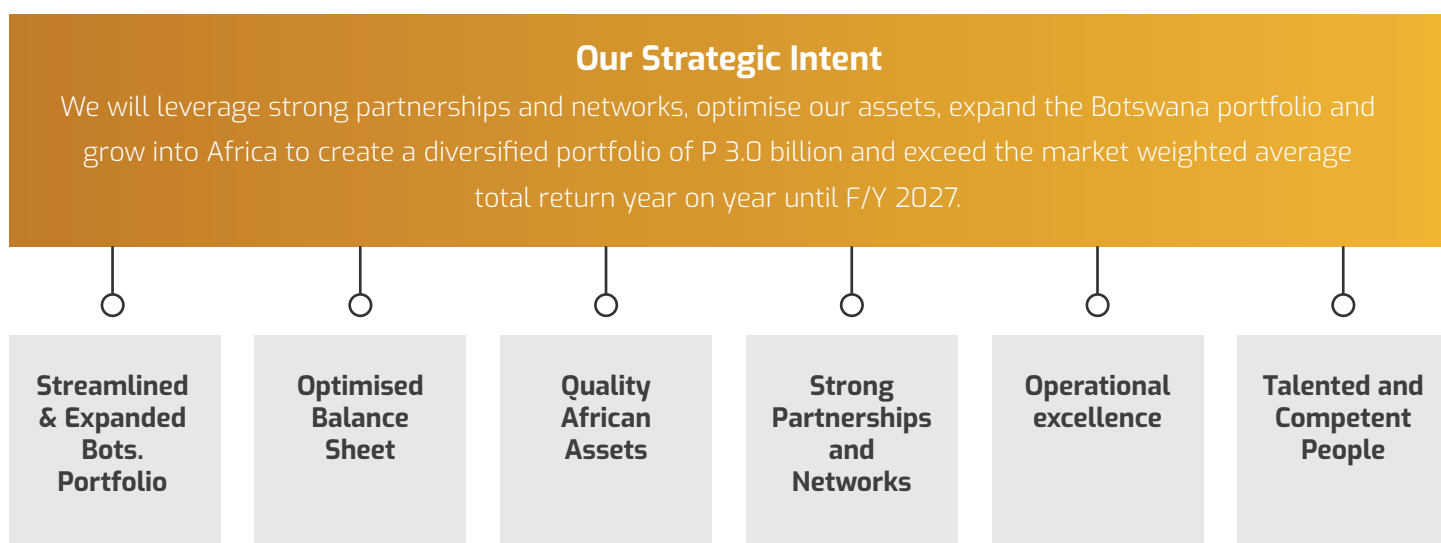 Our Strategic Intent
We will leverage strong partnerships and networks, optimise our assets, expand the Botswana portfolio and
grow into Africa to create a diversified portfolio of P 3.0 billion and exceed the market weighted average
total return year on year until F/Y 2027.
Streamlined
& Expanded
Bots.
Portfolio
Optimised
Balance
Sheet
Quality
African
Assets
Strong
Partnerships
and
Networks
Operational
excellence
Talented and
Competent
People